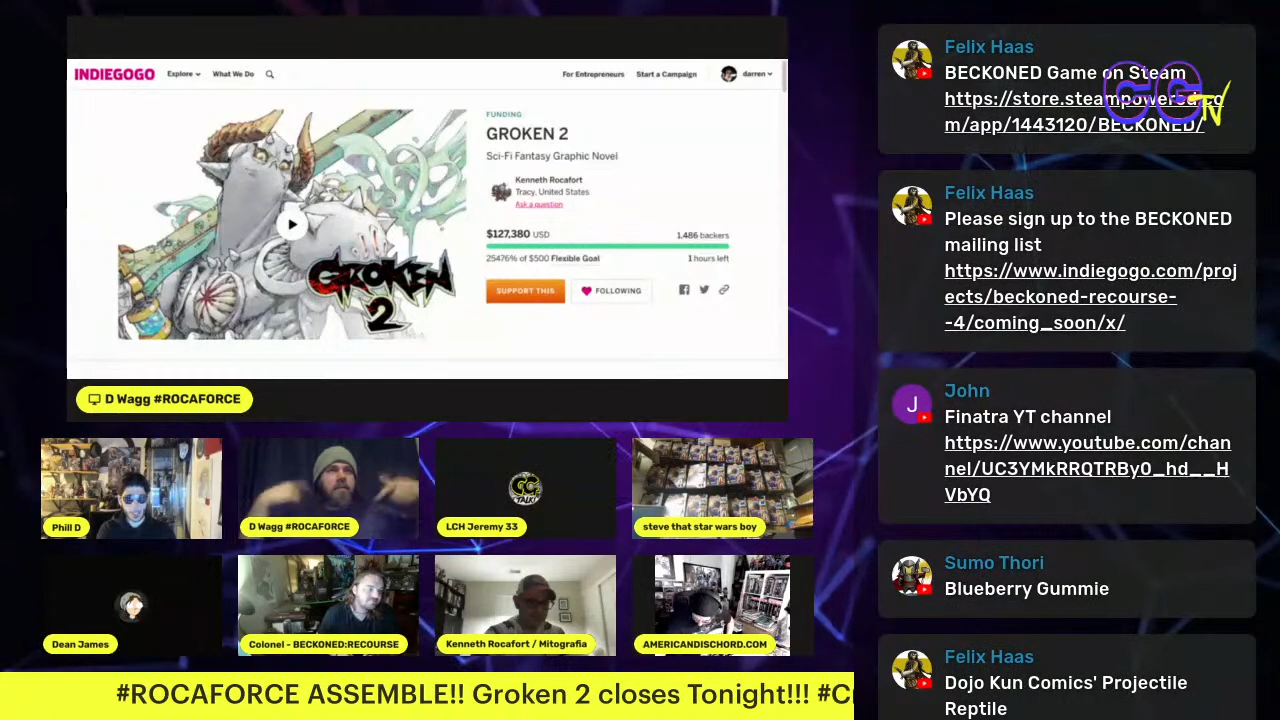 INDIEGOGO
Explore
What We Do
For Entrepreneurs
Start a Campaign
darren
FUNDING
GROKEN 2
Sci-Fi Fantasy Graphic Novel
Kenneth Rocafort
Tracy, United States
Ask a question
$127,380 USD
1,486 backers
25476% of $500 Flexible Goal
1 hours left
SUPPORT THIS
FOLLOWING
GROKEN
2
D Wagg #ROCAFORCE
Phill D
D Wagg #ROCAFORCE
LCH Jeremy 33
steve that star wars boy
Dean James
Colonel - BECKONED:RECOURSE
Kenneth Rocafort / Mitografia
AMERICANDISCHORD.COM
#ROCAFORCE ASSEMBLE!! Groken 2 closes Tonight!!! #C
Felix Haas
BECKONED Game on Steam
https://store.steampowered.co
m/app/1443120/BECKONED/
CGTV
Felix Haas
Please sign up to the BECKONED
mailing list
https://www.indiegogo.com/proj
ects/beckoned-recourse-
-4/coming_soon/x/
J
John
Finatra YT channel
https://www.youtube.com/chan
nel/UC3YMkRRQTRByO_hd__H
VbYQ
Sumo Thori
Blueberry Gummie
Felix Haas
Dojo Kun Comics' Projectile
Reptile